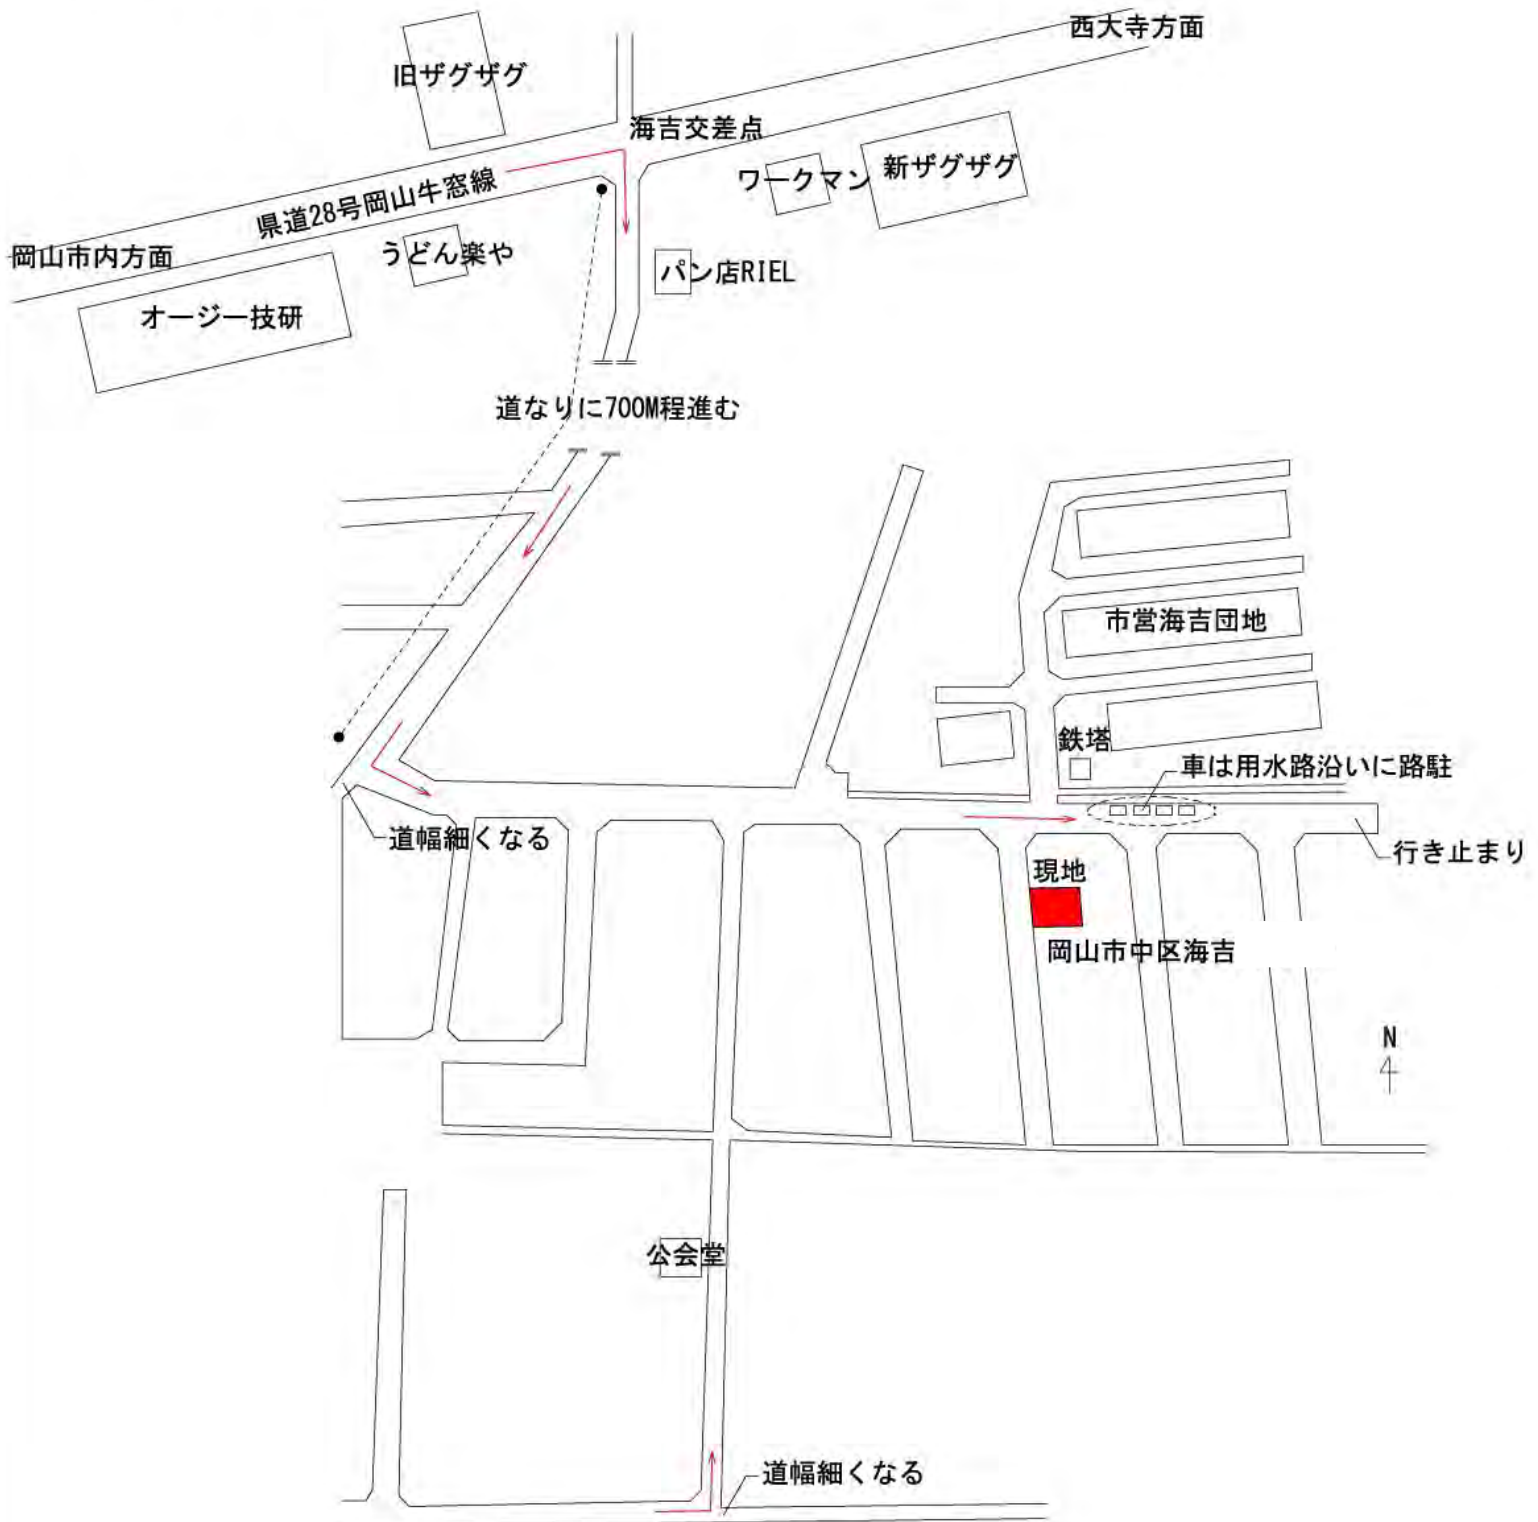 西大寺方面
旧ザグザグ
海吉交差点
ワークマン
新ザグザグ
県道28号岡山牛窓線
岡山市内方面
うどん楽や
パン店RIEL
オージー技研
道なりに700M程進む
市営海吉団地
鉄塔
車は用水路沿いに路駐
道幅細くなる
行き止まり
現地
岡山市中区海吉
N
公会堂
道幅細くなる